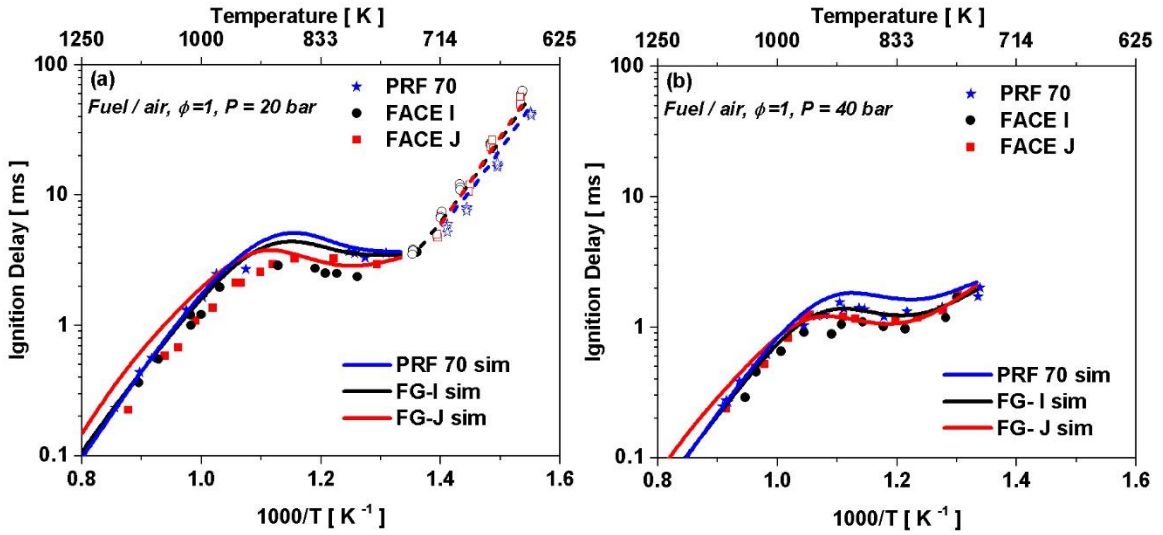 Temperature [ K ]
1250 1000 833 714 625
100
10
1
0.1
Ignition Delay [ ms ]
(a)
Fuel / air, ϕ=1, P = 20 bar
PRF 70
FACE I
FACE J
PRF 70 sim
FG-I sim
FG-J sim
0.8 1.0 1.2 1.4 1.6
1000/T [ K -1 ]
Temperature [ K ]
1250 1000 833 714 625
100
10
1
0.1
Ignition Delay [ ms ]
(b)
Fuel / air, ϕ=1, P = 40 bar
PRF 70
FACE I
FACE J
PRF 70 sim
FG- I sim
FG- J sim
0.8 1.0 1.2 1.4 1.6
1000/T [ K -1 ]